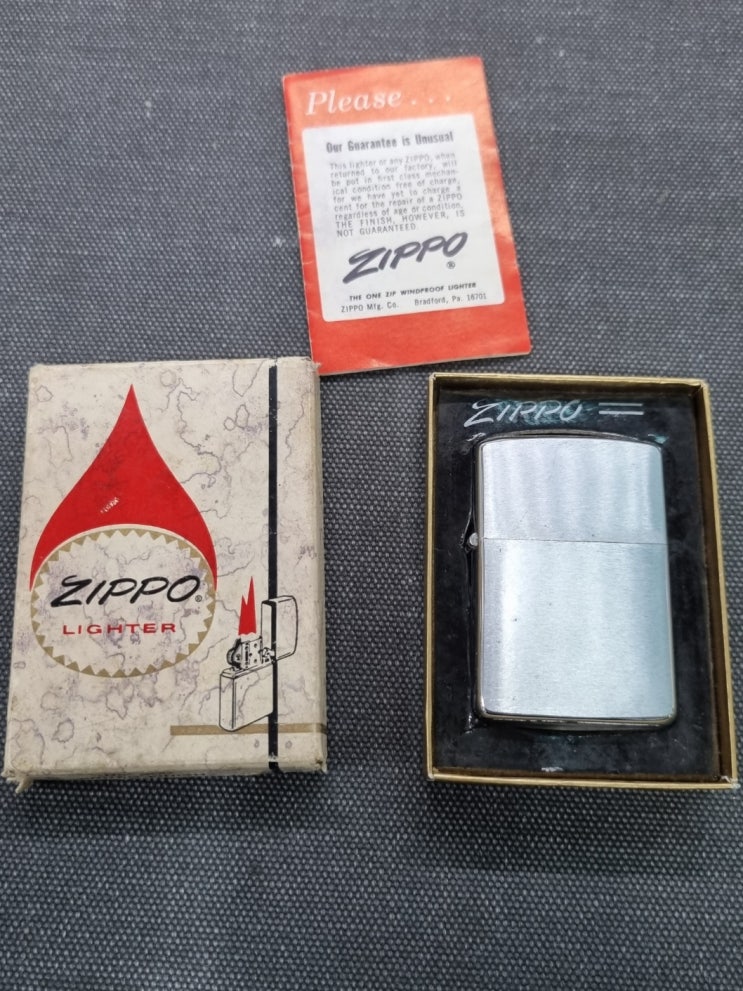 Please...
Our Guarantee is Unusual
This lighter or any ZIPPO, when
returned to our factory, will
be put in first class mechan-
ical condition free of charge,
for we have yet to charge a
cent for the repair of a ZIPPO
regardless of age or condition.
THE FINISH, HOWEVER, IS
NOT GUARANTEED.
ZIPPO®
THE ONE ZIP WINDPROOF LIGHTER
ZIPPO Mfg. Co. Bradford, Pa. 16701
ZIPPO®
LIGHTER
ZIPPO